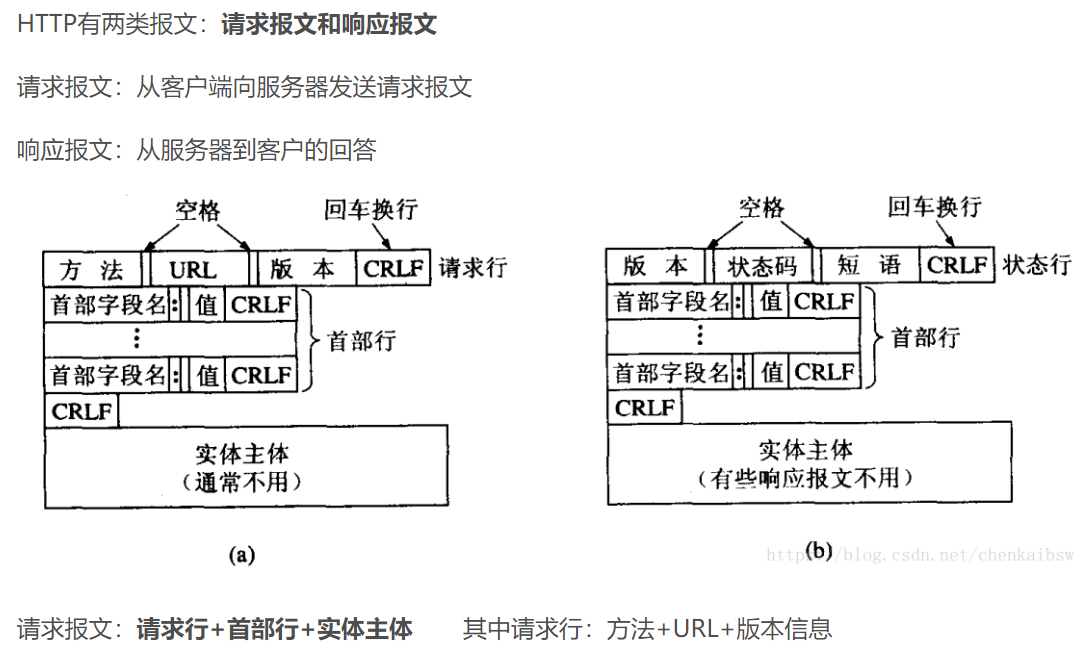 HTTP有两类报文：请求报文和响应报文
请求报文：从客户端向服务器发送请求报文
响应报文：从服务器到客户的回答
空格 回车换行
方 法 URL 版 本 CRLF 请求行
首部字段名 : 值 CRLF
⋮ 首部行
首部字段名 : 值 CRLF
CRLF
实体主体
（通常不用）
(a)
空格 回车换行
版 本 状态码 短 语 CRLF 状态行
首部字段名 : 值 CRLF
⋮ 首部行
首部字段名 : 值 CRLF
CRLF
实体主体
（有些响应报文不用）
(b)
https://blog.csdn.net/chenkaibsw
请求报文：请求行+首部行+实体主体 其中请求行：方法+URL+版本信息